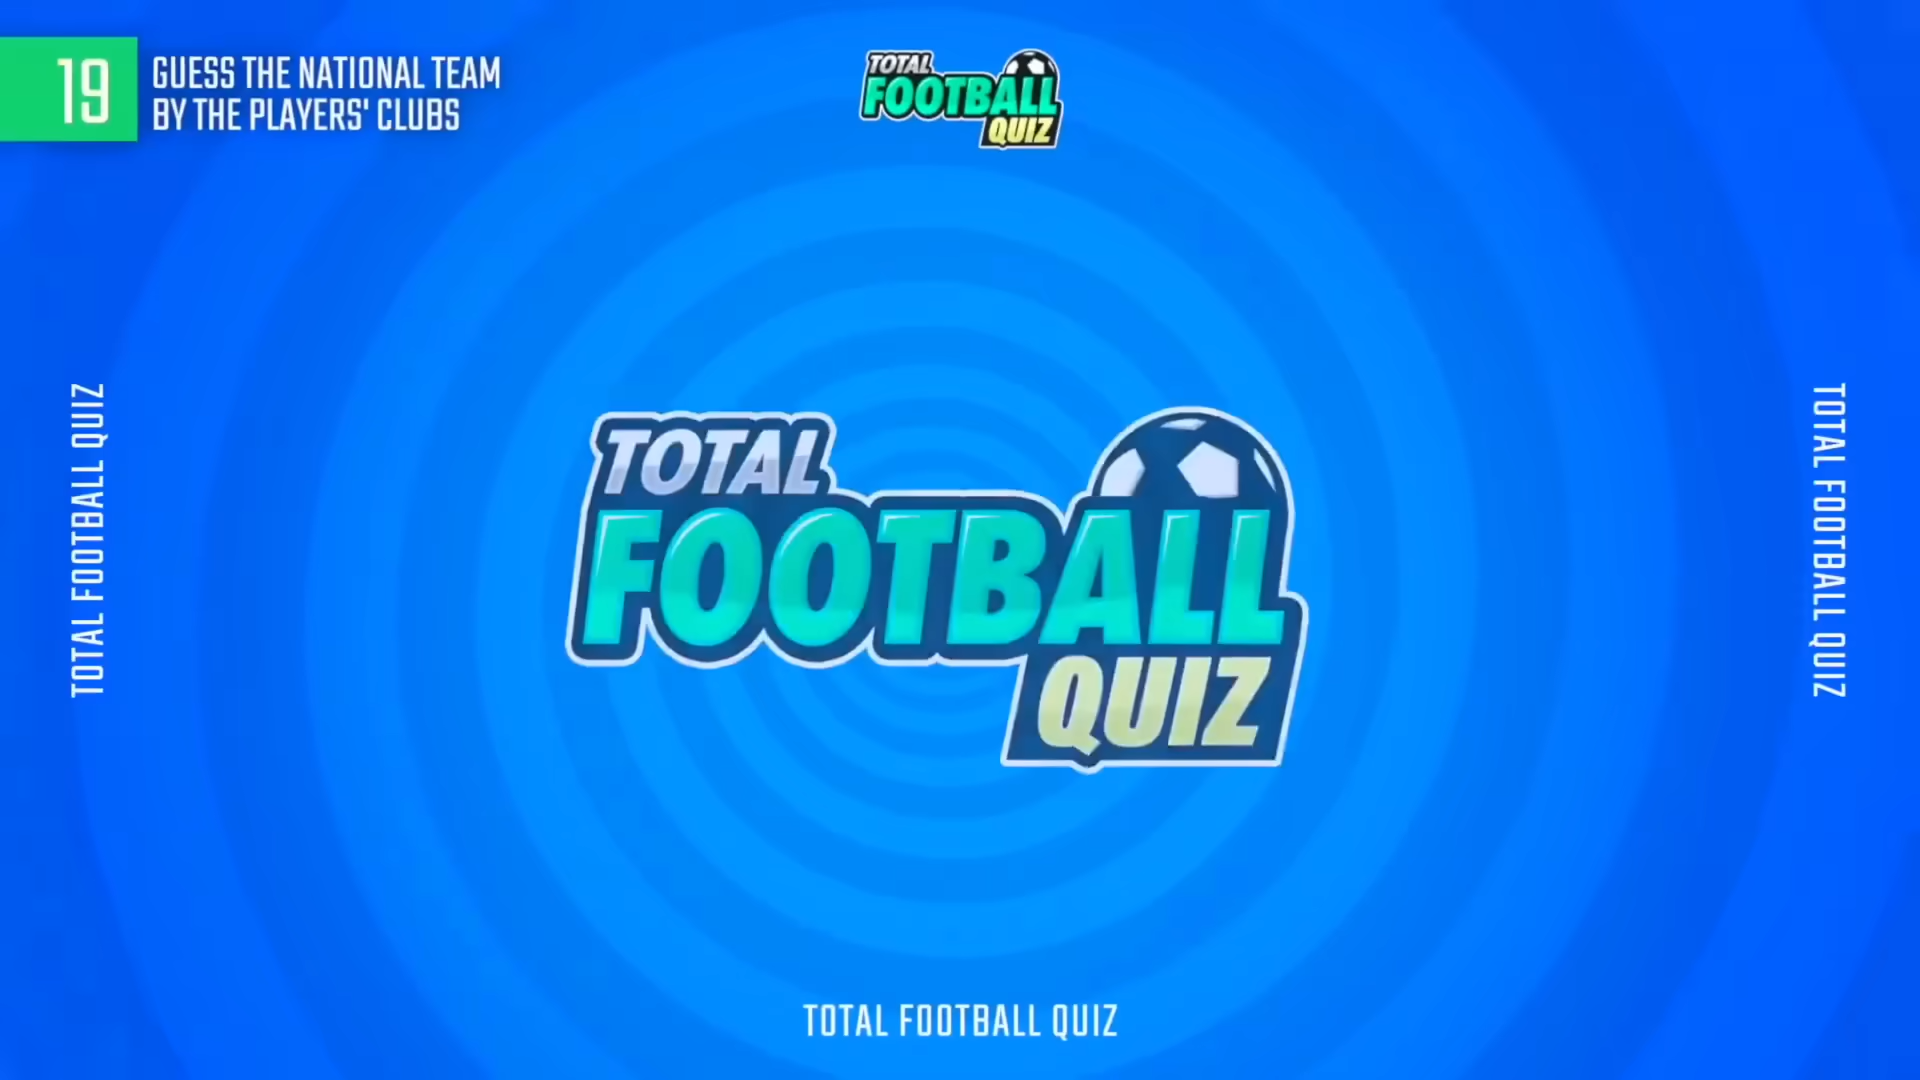 19
GUESS THE NATIONAL TEAM
BY THE PLAYERS' CLUBS
TOTAL
FOOTBALL
QUIZ
TOTAL FOOTBALL QUIZ
TOTAL
FOOTBALL
QUIZ
TOTAL FOOTBALL QUIZ
TOTAL FOOTBALL QUIZ